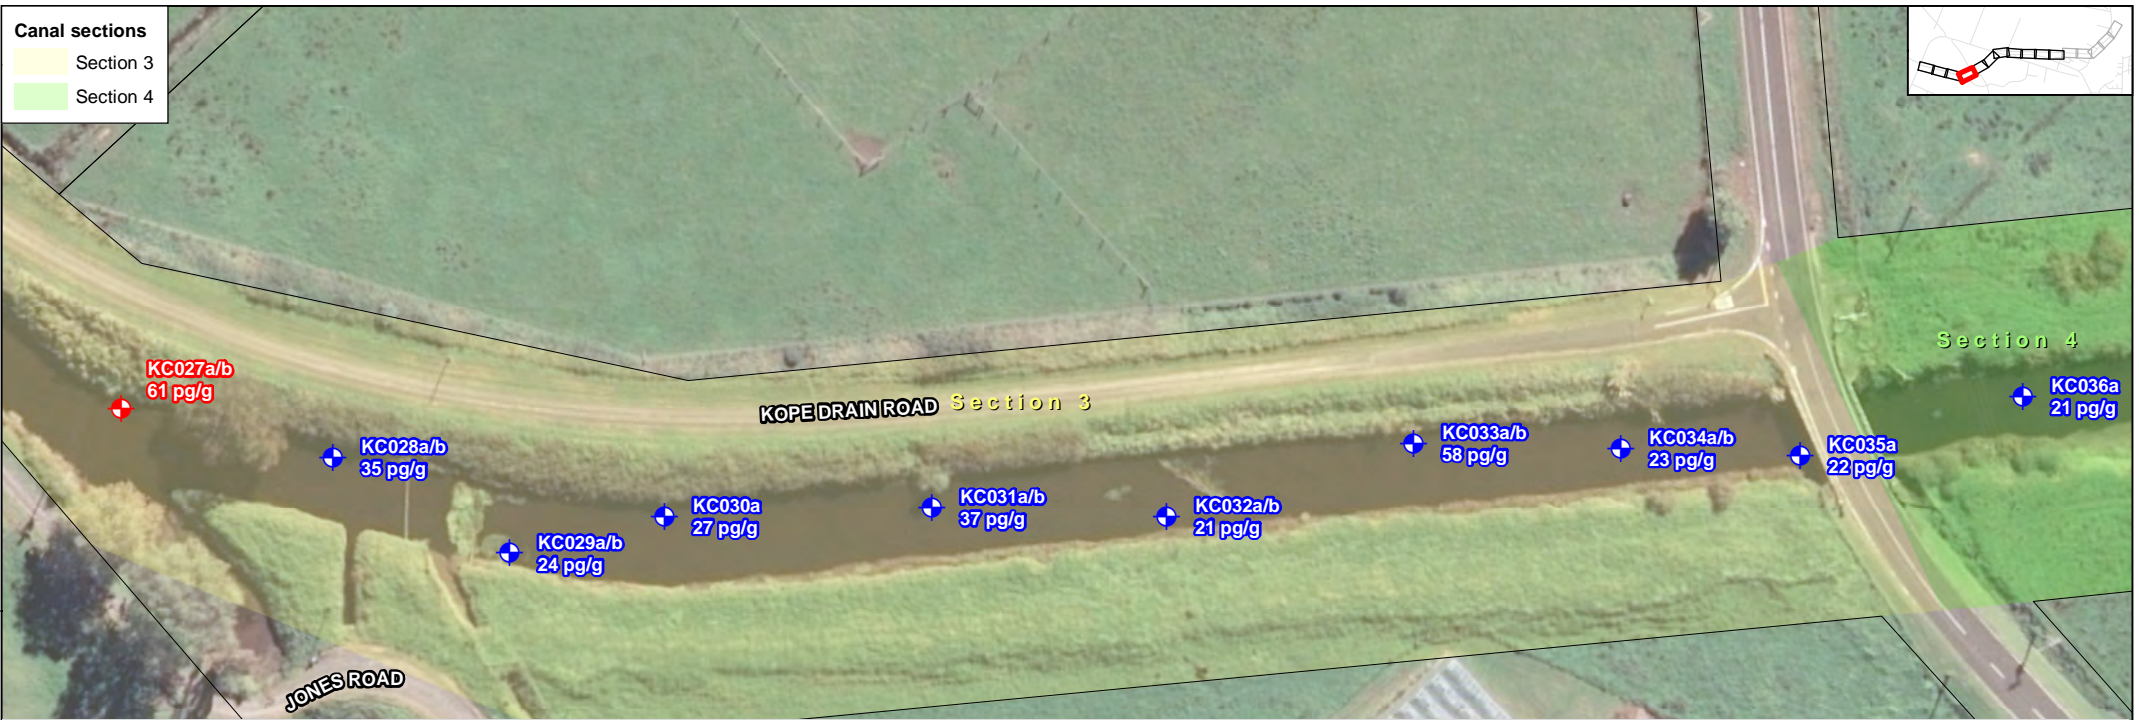 Canal sections
Section 3
Section 4
KC027a/b
61 pg/g
KC028a/b
35 pg/g
KC029a/b
24 pg/g
KC030a
27 pg/g
KOPE DRAIN ROAD
Section 3
KC031a/b
37 pg/g
KC032a/b
21 pg/g
KC033a/b
58 pg/g
KC034a/b
23 pg/g
KC035a
22 pg/g
Section 4
KC036a
21 pg/g
JONES ROAD